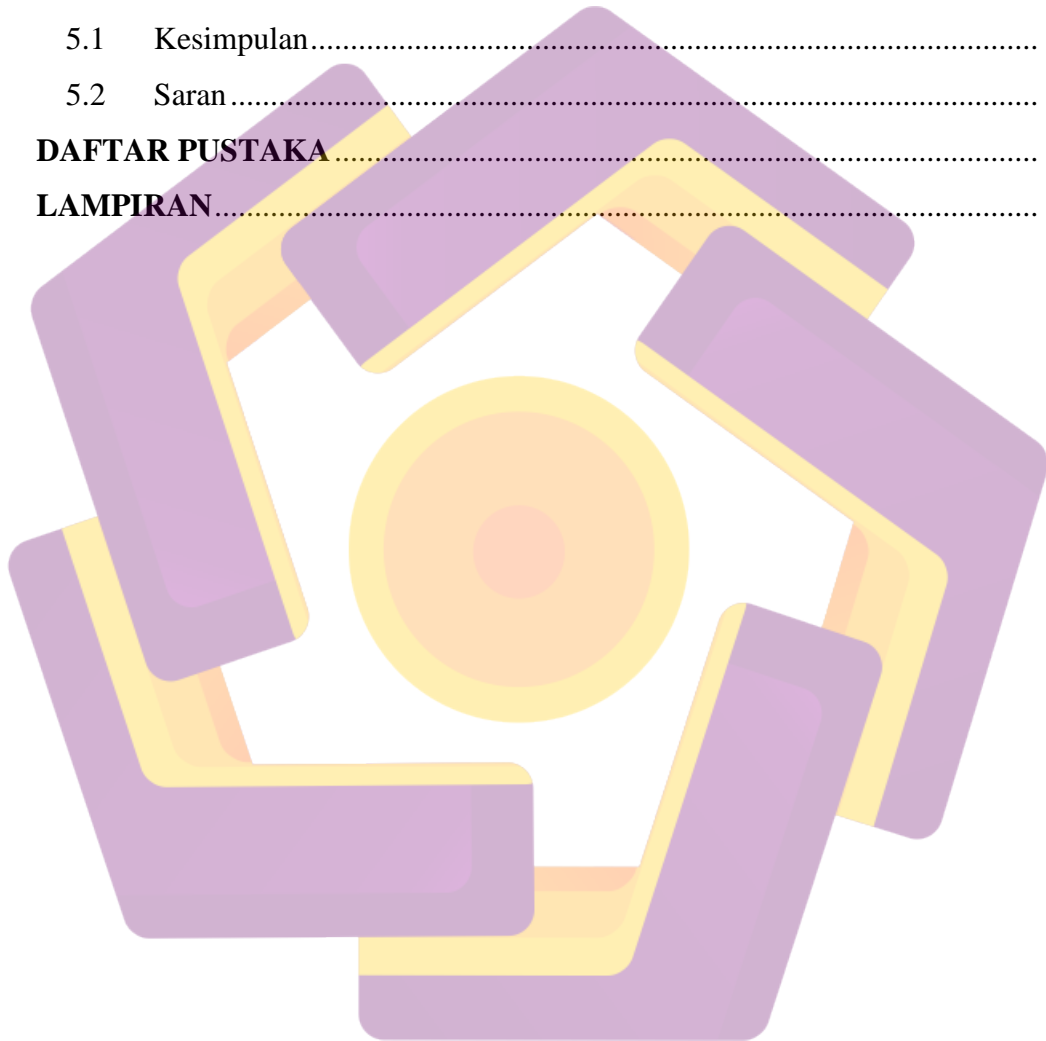 5.1 Kesimpulan....................................................................................................
5.2 Saran..............................................................................................................
DAFTAR PUSTAKA................................................................................................
LAMPIRAN................................................................................................................